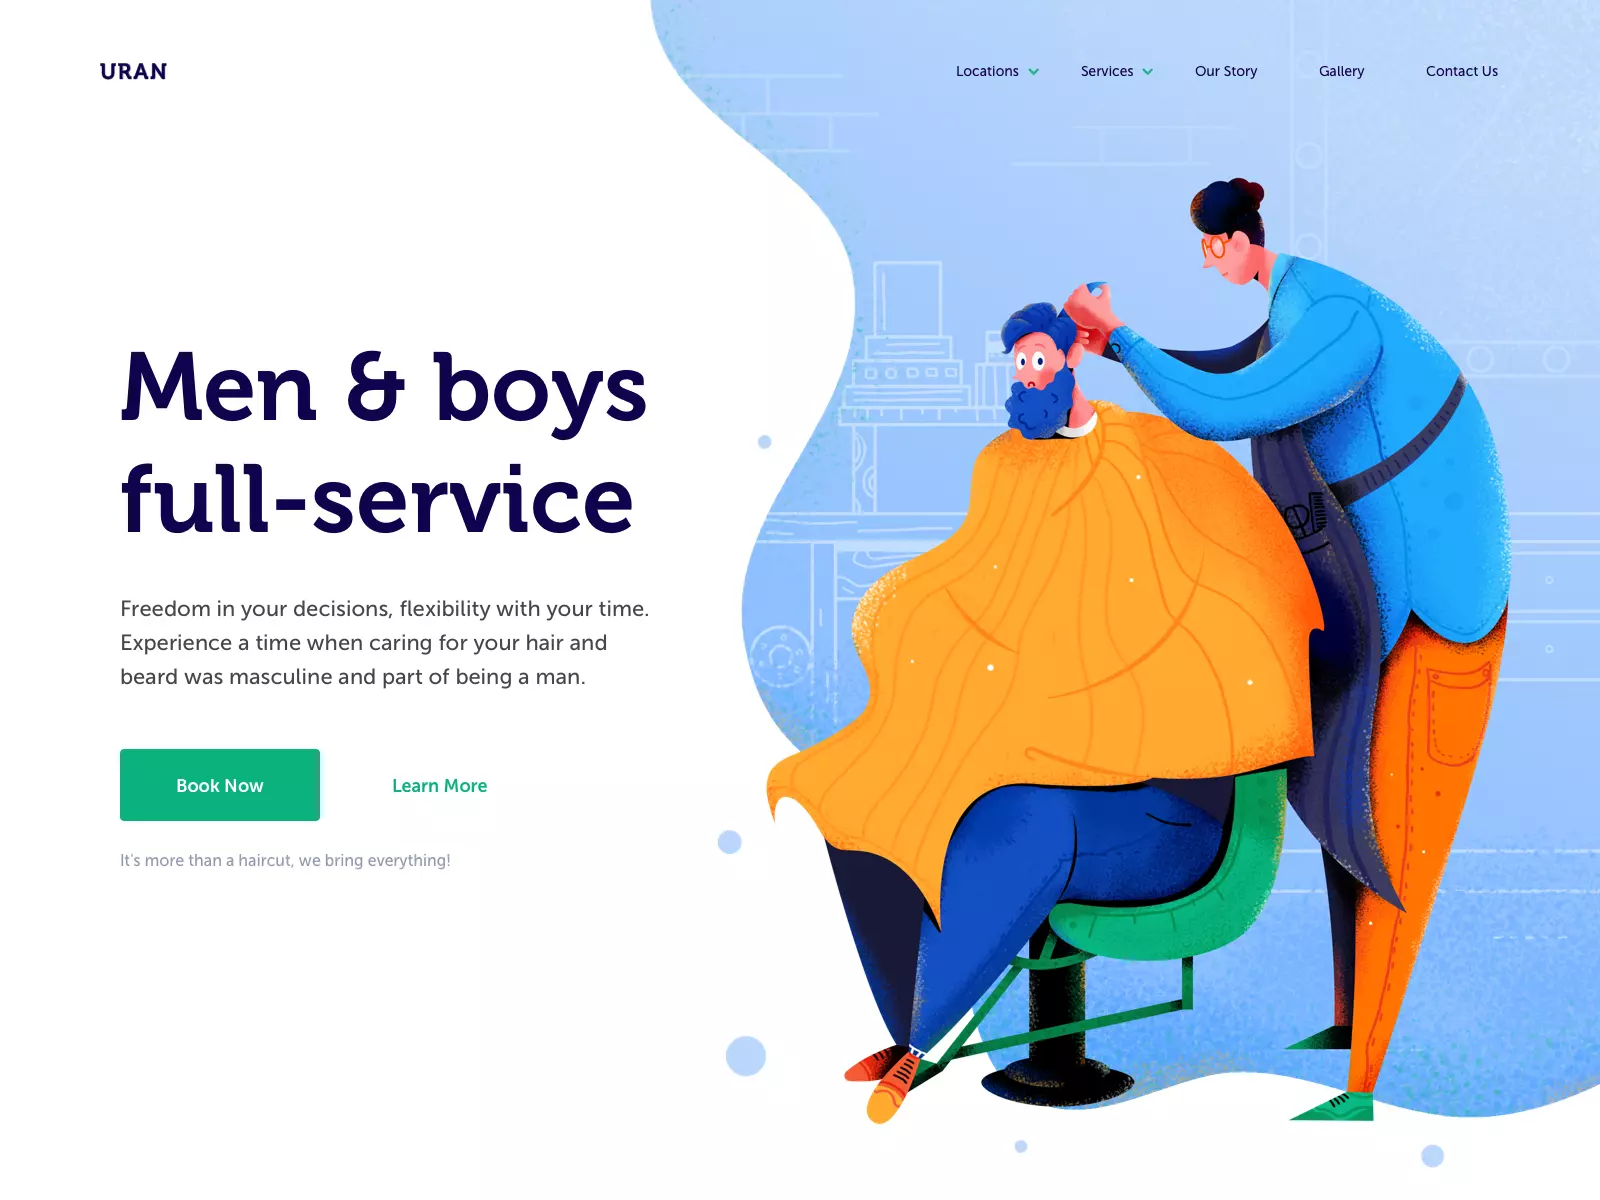 URAN
Locations
Services
Our Story
Gallery
Contact Us
Men & boys
full-service
Freedom in your decisions, flexibility with your time.
Experience a time when caring for your hair and
beard was masculine and part of being a man.
Book Now
Learn More
It's more than a haircut, we bring everything!